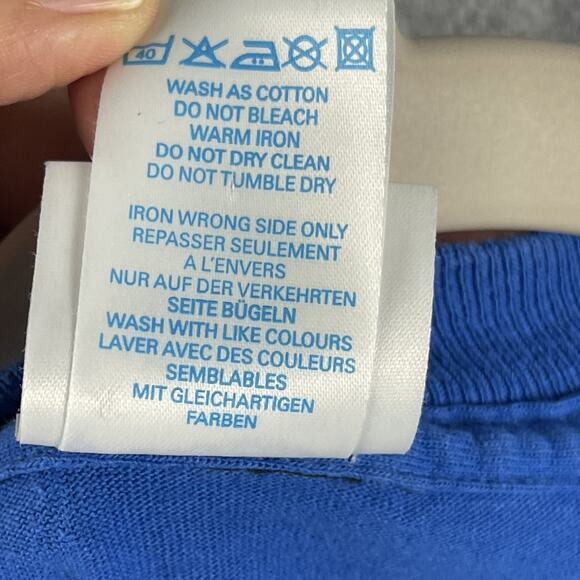 40
WASH AS COTTON
DO NOT BLEACH
WARM IRON
DO NOT DRY CLEAN
DO NOT TUMBLE DRY
IRON WRONG SIDE ONLY
REPASSER SEULEMENT
A L'ENVERS
NUR AUF DER VERKEHRTEN
SEITE BÜGELN
WASH WITH LIKE COLOURS
LAVER AVEC DES COULEURS
SEMBLABLES
MIT GLEICHARTIGEN
FARBEN